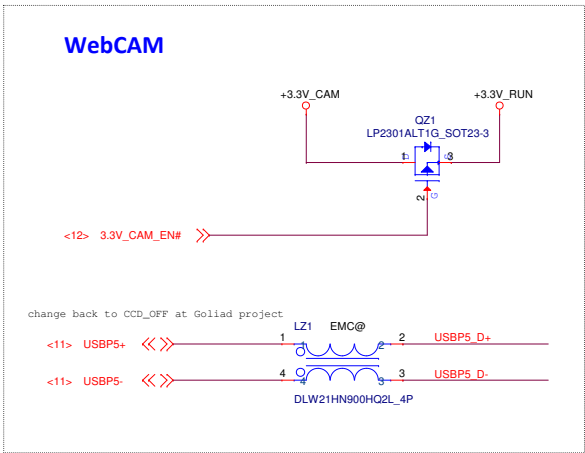 WebCAM
+3.3V_CAM
+3.3V_RUN
QZ1
LP2301ALT1G_SOT23-3
D
1
S
3
2
G
<12> 3.3V_CAM_EN#
change back to CCD_OFF at Goliad project
LZ1 EMC@
<11> USBP5+
1
1
2
2
USBP5_D+
<11> USBP5-
4
4
3
3
USBP5_D-
DLW21HN900HQ2L_4P